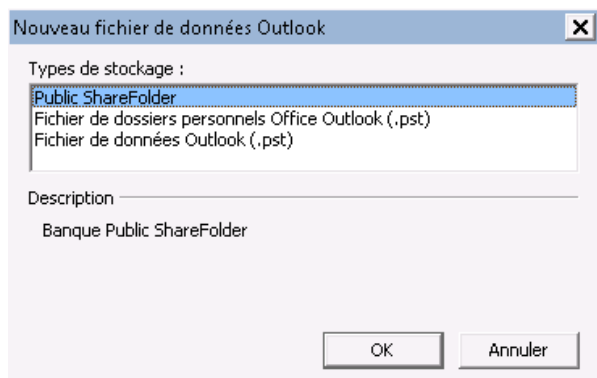 Nouveau fichier de données Outlook
Types de stockage :
Public ShareFolder
Fichier de dossiers personnels Office Outlook (.pst)
Fichier de données Outlook (.pst)
Description
Banque Public ShareFolder
OK
Annuler